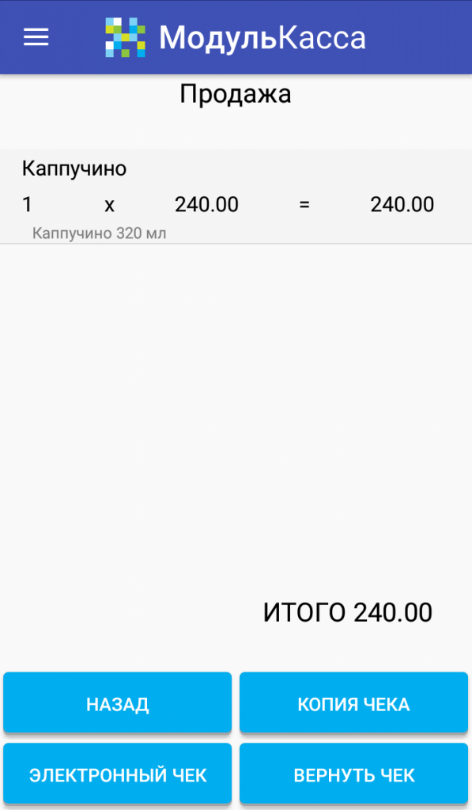 МодульКасса
Продажа
Каппучино
1 x 240.00 = 240.00
Каппучино 320 мл
ИТОГО 240.00
НАЗАД КОПИЯ ЧЕКА
ЭЛЕКТРОННЫЙ ЧЕК ВЕРНУТЬ ЧЕК